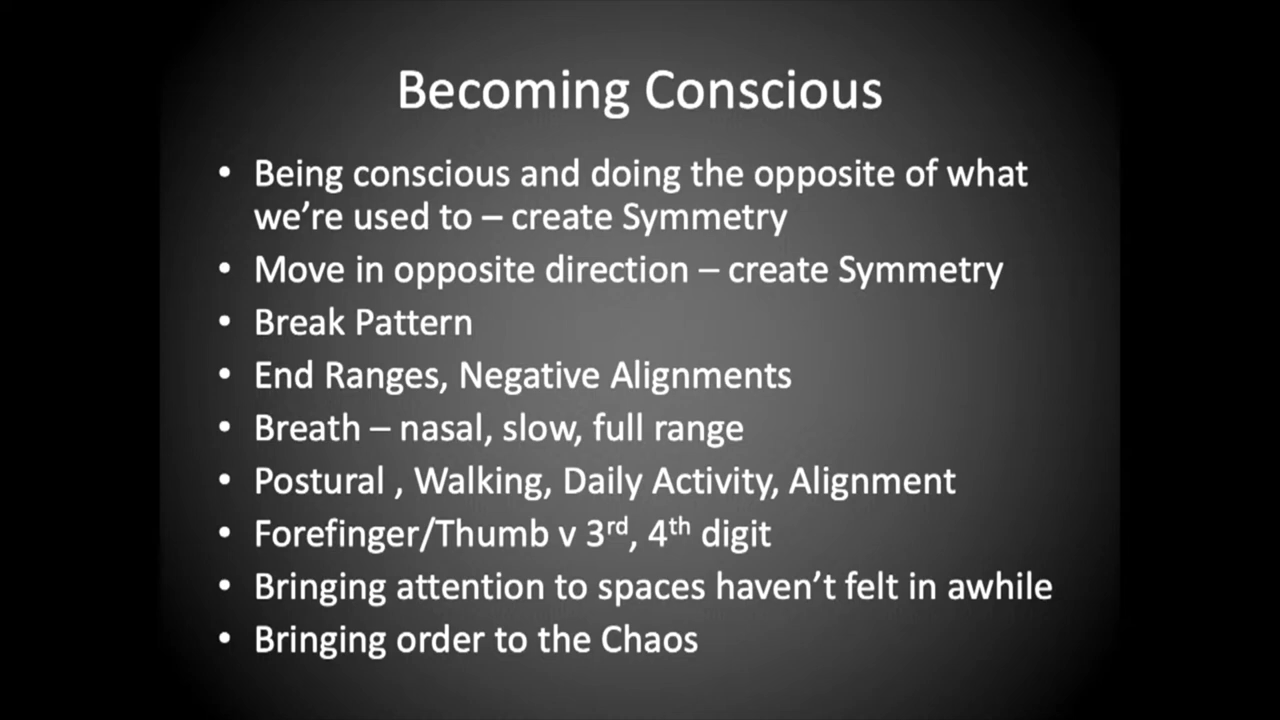 Becoming Conscious
• Being conscious and doing the opposite of what
we’re used to – create Symmetry
• Move in opposite direction – create Symmetry
• Break Pattern
• End Ranges, Negative Alignments
• Breath – nasal, slow, full range
• Postural , Walking, Daily Activity, Alignment
• Forefinger/Thumb v 3rd, 4th digit
• Bringing attention to spaces haven’t felt in awhile
• Bringing order to the Chaos